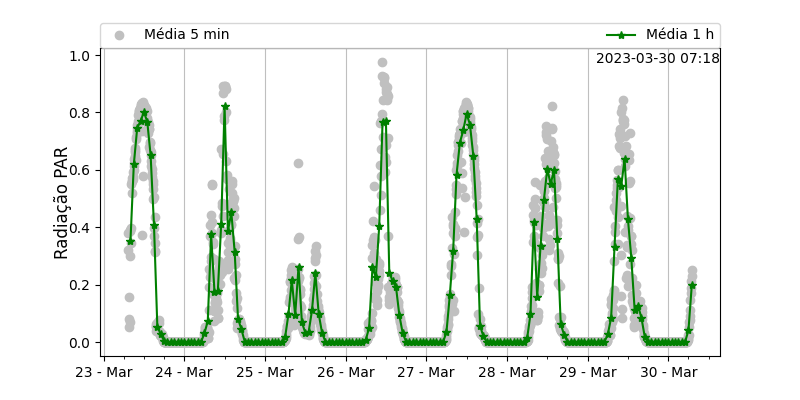 Média 5 min
Média 1 h
2023-03-30 07:18
Radiação PAR
1.0
0.8
0.6
0.4
0.2
0.0
23 - Mar
24 - Mar
25 - Mar
26 - Mar
27 - Mar
28 - Mar
29 - Mar
30 - Mar